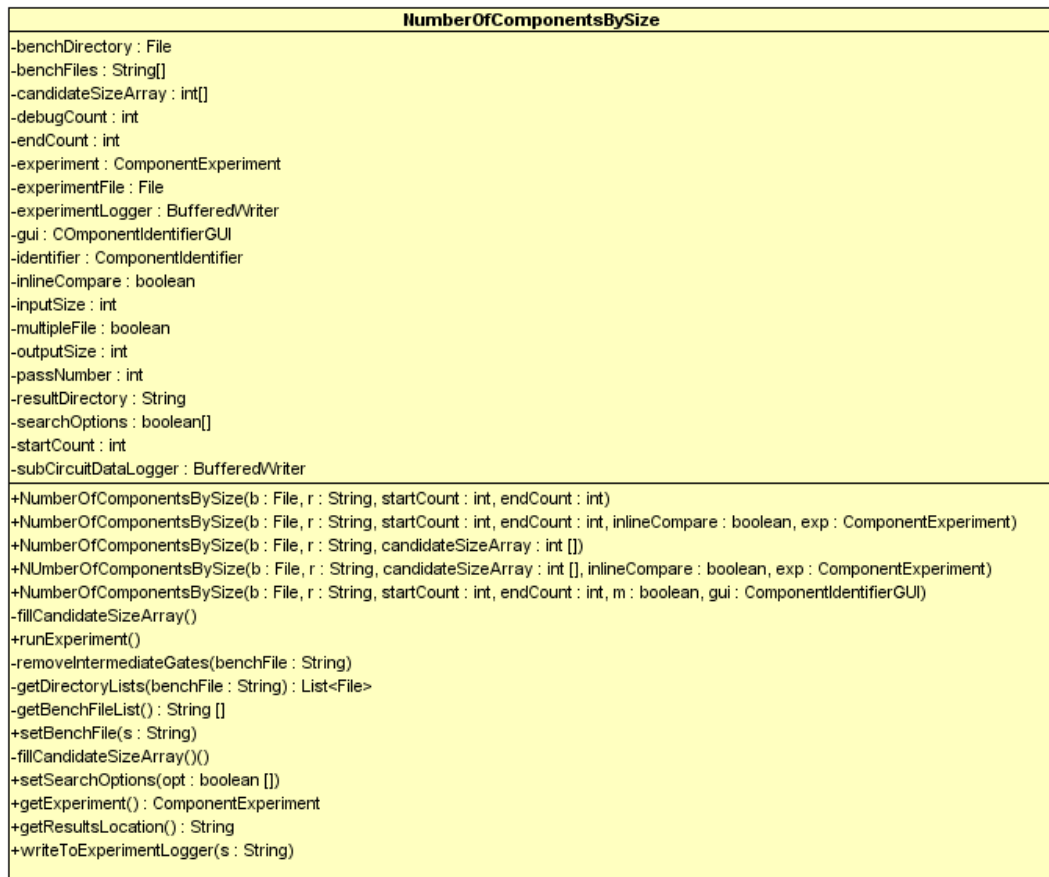 NumberOfComponentsBySize
-benchDirectory : File
-benchFiles : String[]
-candidateSizeArray : int[]
-debugCount : int
-endCount : int
-experiment : ComponentExperiment
-experimentFile : File
-experimentLogger : BufferedWriter
-gui : COmponentIdentifierGUI
-identifier : ComponentIdentifier
-inlineCompare : boolean
-inputSize : int
-multipleFile : boolean
-outputSize : int
-passNumber : int
-resultDirectory : String
-searchOptions : boolean[]
-startCount : int
-subCircuitDataLogger : BufferedWriter
+NumberOfComponentsBySize(b : File, r : String, startCount : int, endCount : int)
+NumberOfComponentsBySize(b : File, r : String, startCount : int, endCount : int, inlineCompare : boolean, exp : ComponentExperiment)
+NumberOfComponentsBySize(b : File, r : String, candidateSizeArray : int [])
+NUmberOfComponentsBySize(b : File, r : String, candidateSizeArray : int [], inlineCompare : boolean, exp : ComponentExperiment)
+NumberOfComponentsBySize(b : File, r : String, startCount : int, endCount : int, m : boolean, gui : ComponentIdentifierGUI)
-fillCandidateSizeArray()
+runExperiment()
-removeIntermediateGates(benchFile : String)
-getDirectoryLists(benchFile : String) : List<File>
-getBenchFileList() : String []
+setBenchFile(s : String)
-fillCandidateSizeArray()()
+setSearchOptions(opt : boolean [])
+getExperiment() : ComponentExperiment
+getResultsLocation() : String
+writeToExperimentLogger(s : String)